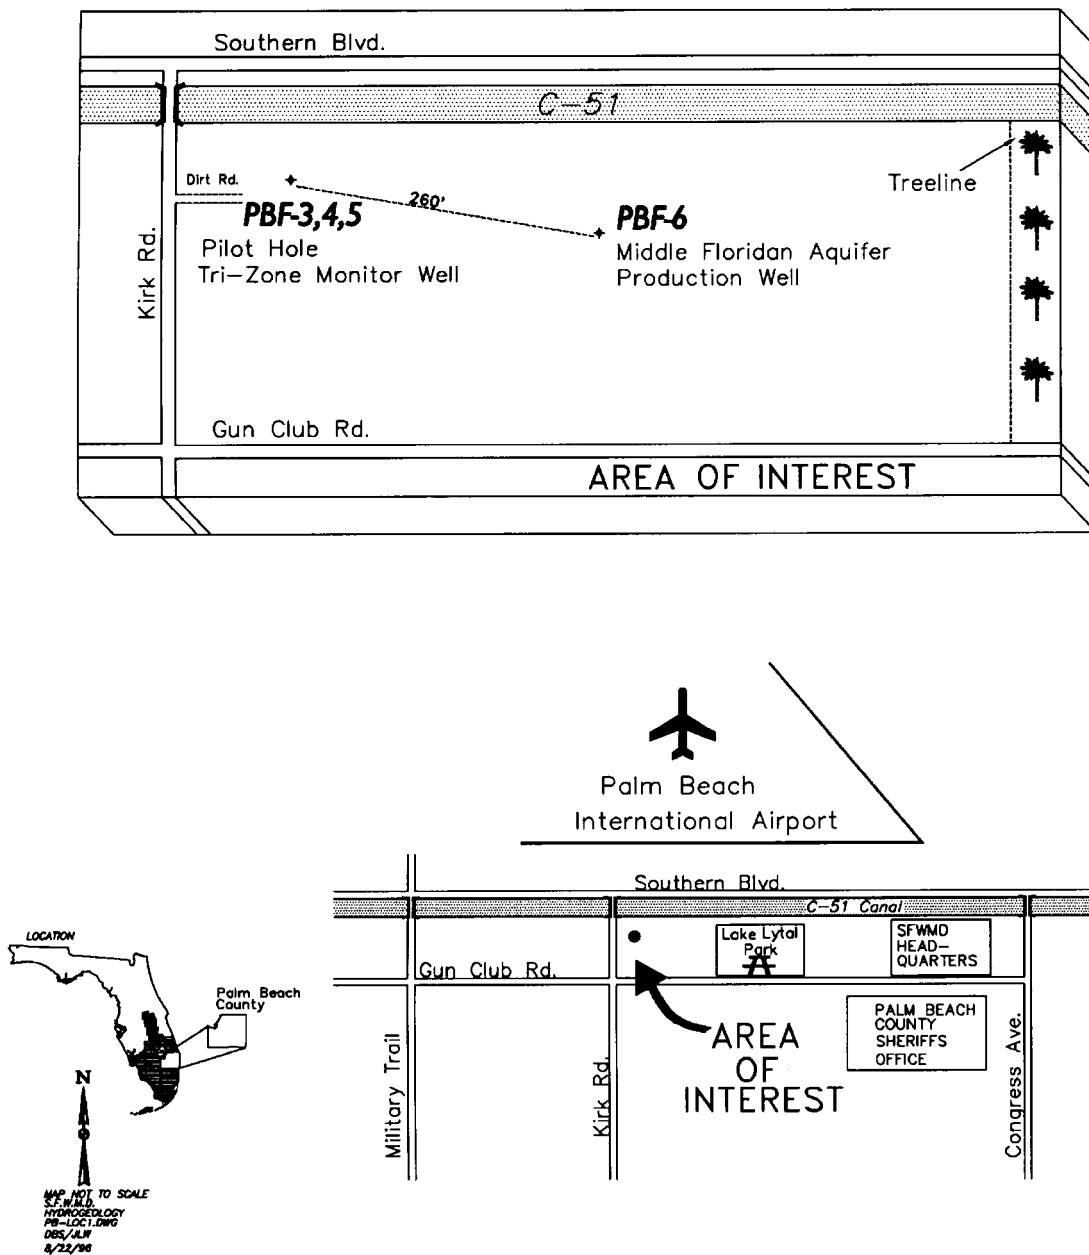 Southern Blvd.
C-51
Treeline
Dirt Rd.
260'
PBF-3,4,5
Pilot Hole
Tri-Zone Monitor Well
PBF-6
Middle Floridan Aquifer
Production Well
Kirk Rd.
Gun Club Rd.
AREA OF INTEREST
Palm Beach
International Airport
Southern Blvd.
C-51 Canal
Lake Lytal
Park
SFWMD
HEAD-
QUARTERS
Gun Club Rd.
PALM BEACH
COUNTY
SHERIFFS
OFFICE
AREA
OF
INTEREST
Military Trail
Kirk Rd.
Congress Ave.
LOCATION
Palm Beach
County
N
MAP NOT TO SCALE
S.F.W.M.D.
HYDROGEOLOGY
PB-LOC1.DWG
DBS/JLW
8/22/96